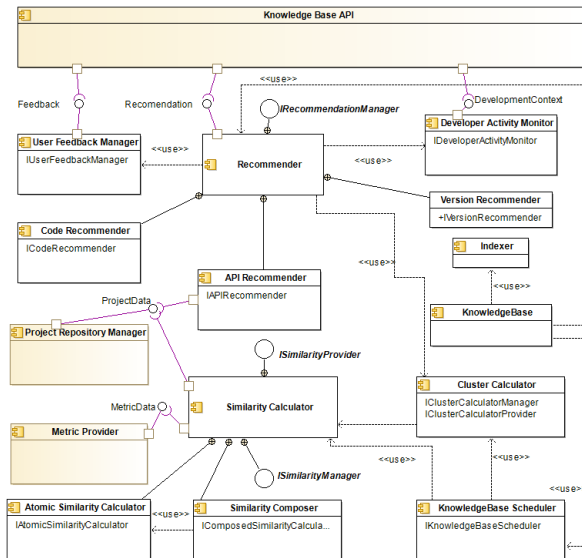 Knowledge Base API
<<use>>
Feedback
Recomendation
DevelopmentContext
IRecommendationManager
User Feedback Manager
IUserFeedbackManager
<<use>>
Recommender
<<use>>
Developer Activity Monitor
IDeveloperActivityMonitor
Version Recommender
+IVersionRecommender
Code Recommender
ICodeRecommender
Indexer
<<use>>
API Recommender
IAPIRecommender
<<use>>
ProjectData
KnowledgeBase
Project Repository Manager
ISimilarityProvider
Similarity Calculator
Cluster Calculator
IClusterCalculatorManager
IClusterCalculatorProvider
MetricData
Metric Provider
<<use>>
<<use>>
ISimilarityManager
Atomic Similarity Calculator
IAtomicSimilarityCalculator
<<use>>
Similarity Composer
IComposedSimilarityCalcula...
KnowledgeBase Scheduler
IKnowledgeBaseScheduler
<<use>>